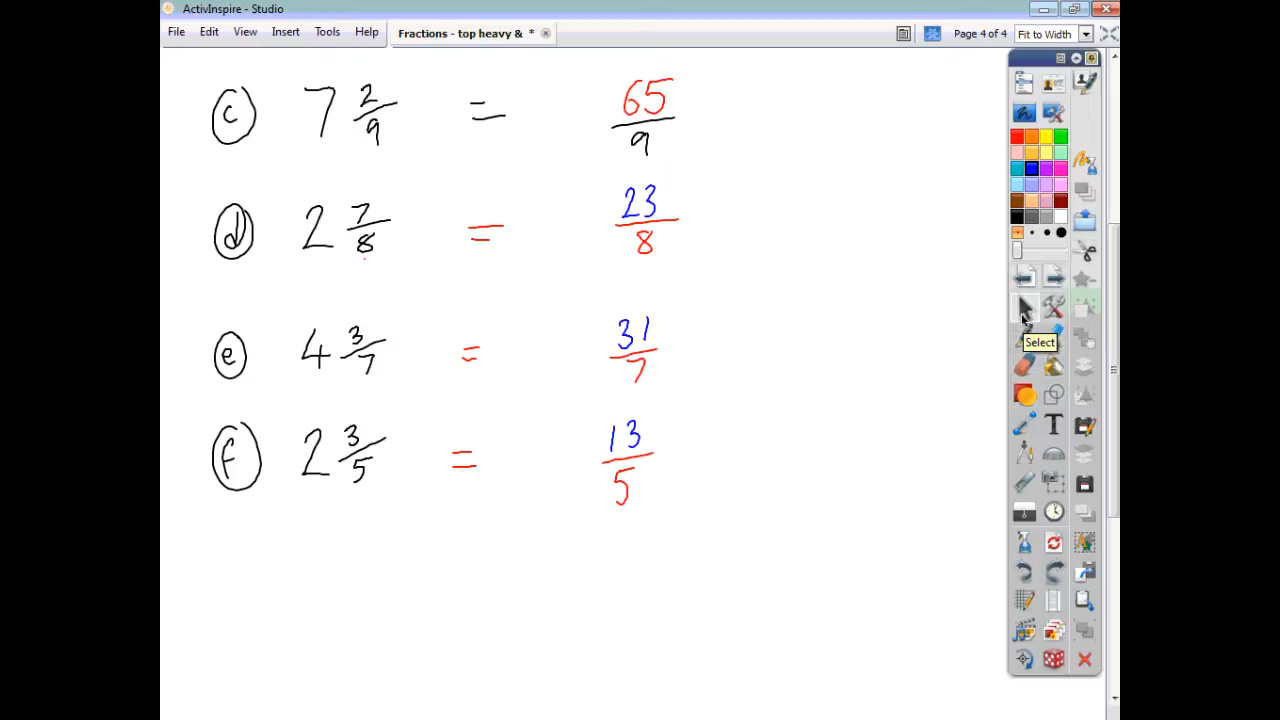 ActivInspire - Studio
File Edit View Insert Tools Help Fractions - top heavy & * Page 4 of 4 Fit to Width
c 7 2/9 = 65/9
d 2 7/8 = 23/8
Select
e 4 3/7 = 31/7
f 2 3/5 = 13/5